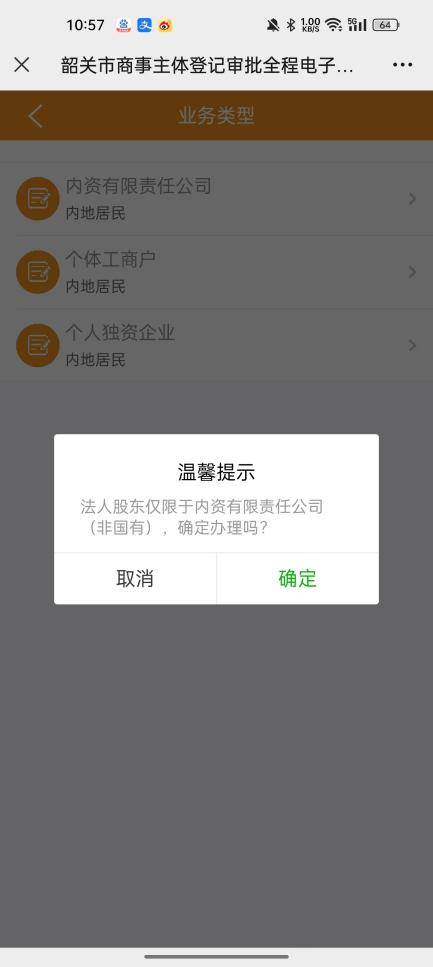 10:57
1.00
KB/S
5G
64
韶关市商事主体登记审批全程电子…
业务类型
内资有限责任公司
内地居民
个体工商户
内地居民
个人独资企业
内地居民
温馨提示
法人股东仅限于内资有限责任公司
（非国有），确定办理吗？
取消
确定